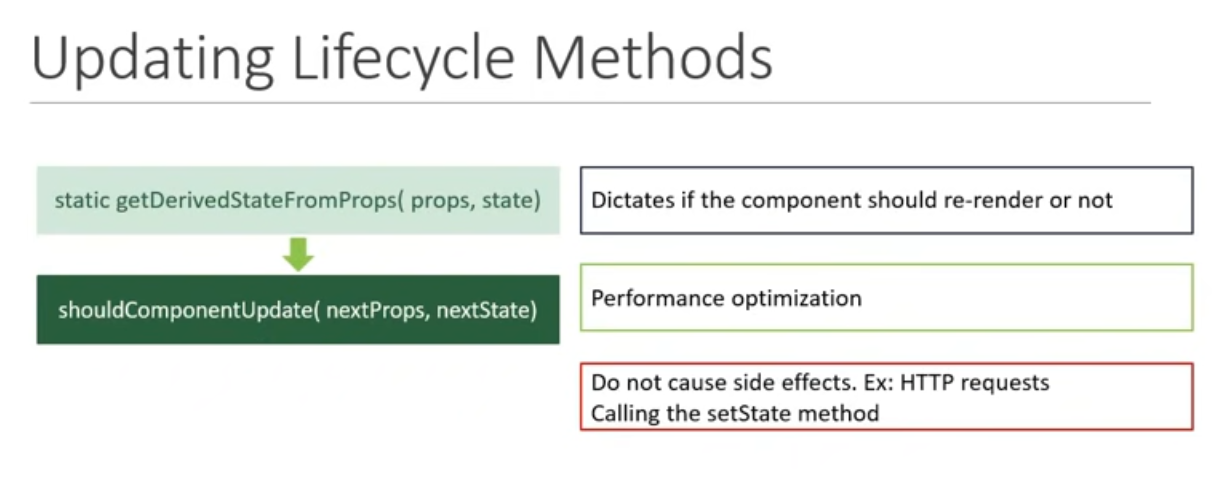 Updating Lifecycle Methods
static getDerivedStateFromProps( props, state)
Dictates if the component should re-render or not
shouldComponentUpdate( nextProps, nextState)
Performance optimization
Do not cause side effects. Ex: HTTP requests
Calling the setState method